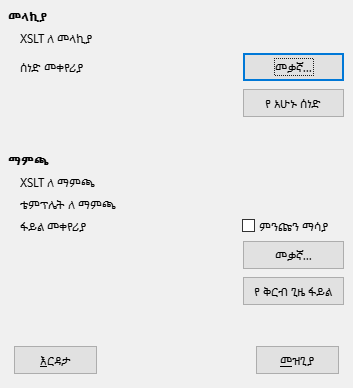 መላኪያ
XSLT ለ መላኪያ
ሰነድ መቀየሪያ
መቃኛ...
የ አሁኑ ሰነድ
ማምጫ
XSLT ለ ማምጫ
ቴምፕሌት ለ ማምጫ
ፋይል መቀየሪያ
ምንጩን ማሳያ
መቃኛ...
የ ቅርብ ጊዜ ፋይል
እርዳታ
መዝጊያ